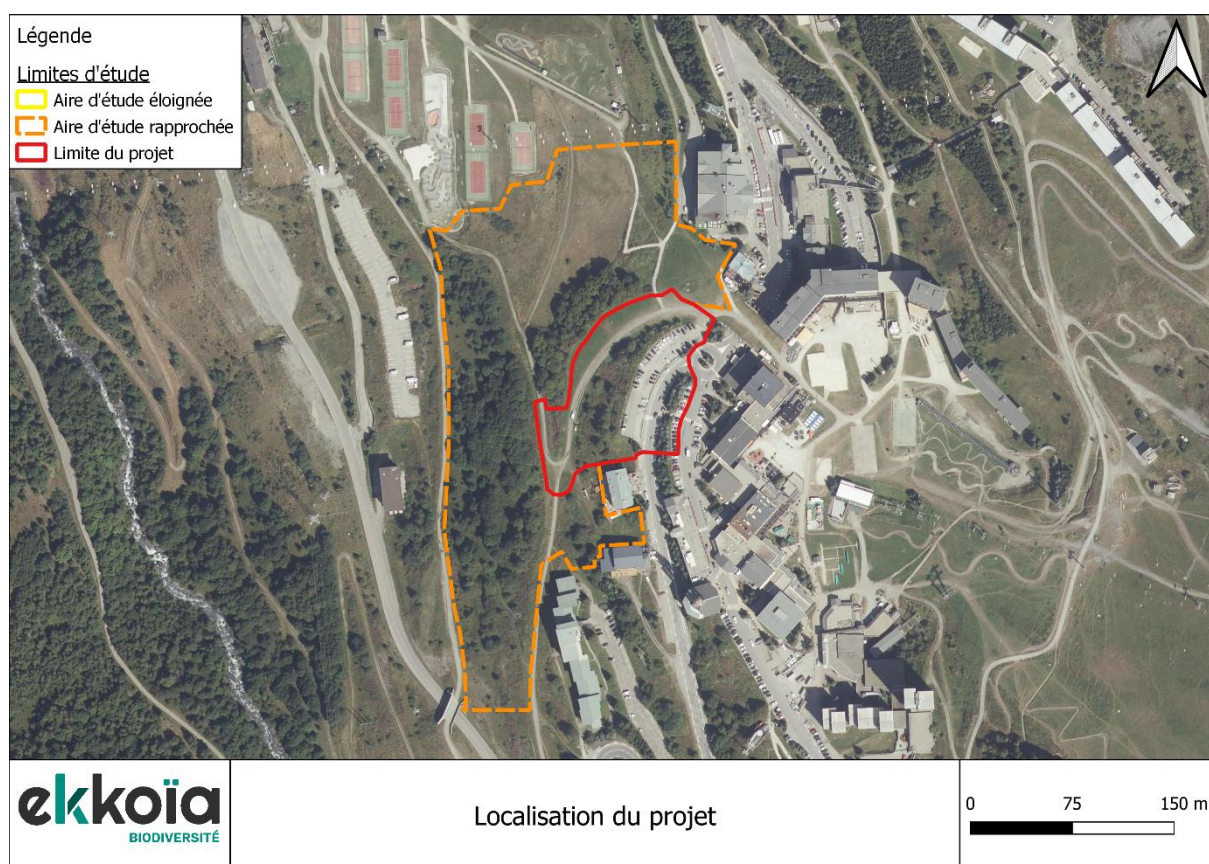 Légende
Limites d'étude
Aire d'étude éloignée
Aire d'étude rapprochée
Limite du projet
ekkoïa
BIODIVERSITÉ
Localisation du projet
0 75 150 m